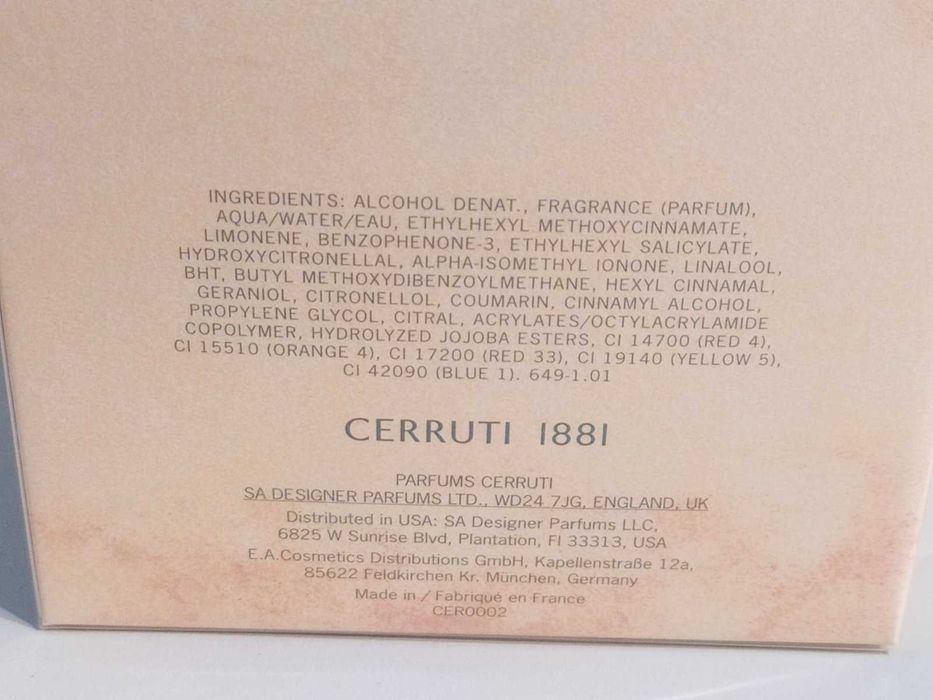 INGREDIENTS: ALCOHOL DENAT., FRAGRANCE (PARFUM),
AQUA/WATER/EAU, ETHYLHEXYL METHOXYCINNAMATE,
LIMONENE, BENZOPHENONE-3, ETHYLHEXYL SALICYLATE,
HYDROXYCITRONELLAL, ALPHA-ISOMETHYL IONONE, LINALOOL,
BHT, BUTYL METHOXYDIBENZOYLMETHANE, HEXYL CINNAMAL,
GERANIOL, CITRONELLOL, COUMARIN, CINNAMYL ALCOHOL,
PROPYLENE GLYCOL, CITRAL, ACRYLATES/OCTYLACRYLAMIDE
COPOLYMER, HYDROLYZED JOJOBA ESTERS, CI 14700 (RED 4),
CI 15510 (ORANGE 4), CI 17200 (RED 33), CI 19140 (YELLOW 5),
CI 42090 (BLUE 1). 649-1.01
CERRUTI 1881
PARFUMS CERRUTI
SA DESIGNER PARFUMS LTD., WD24 7JG, ENGLAND, UK
Distributed in USA: SA Designer Parfums LLC,
6825 W Sunrise Blvd, Plantation, Fl 33313, USA
E.A.Cosmetics Distributions GmbH, Kapellenstraße 12a,
85622 Feldkirchen Kr. München, Germany
Made in / Fabriqué en France
CER0002